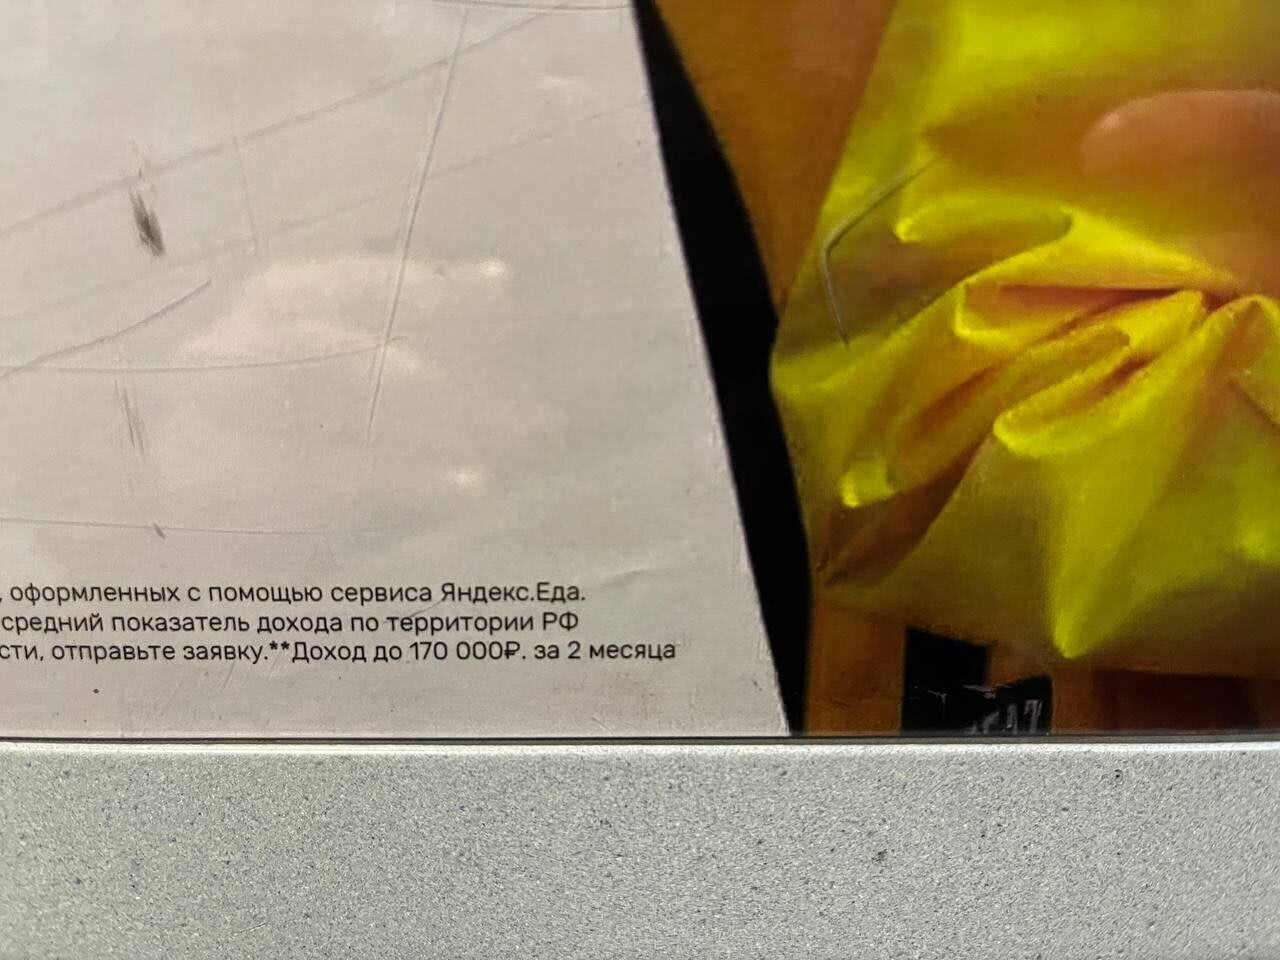 , оформленных с помощью сервиса Яндекс.Еда.
средний показатель дохода по территории РФ
сти, отправьте заявку.**Доход до 170 000₽. за 2 месяца